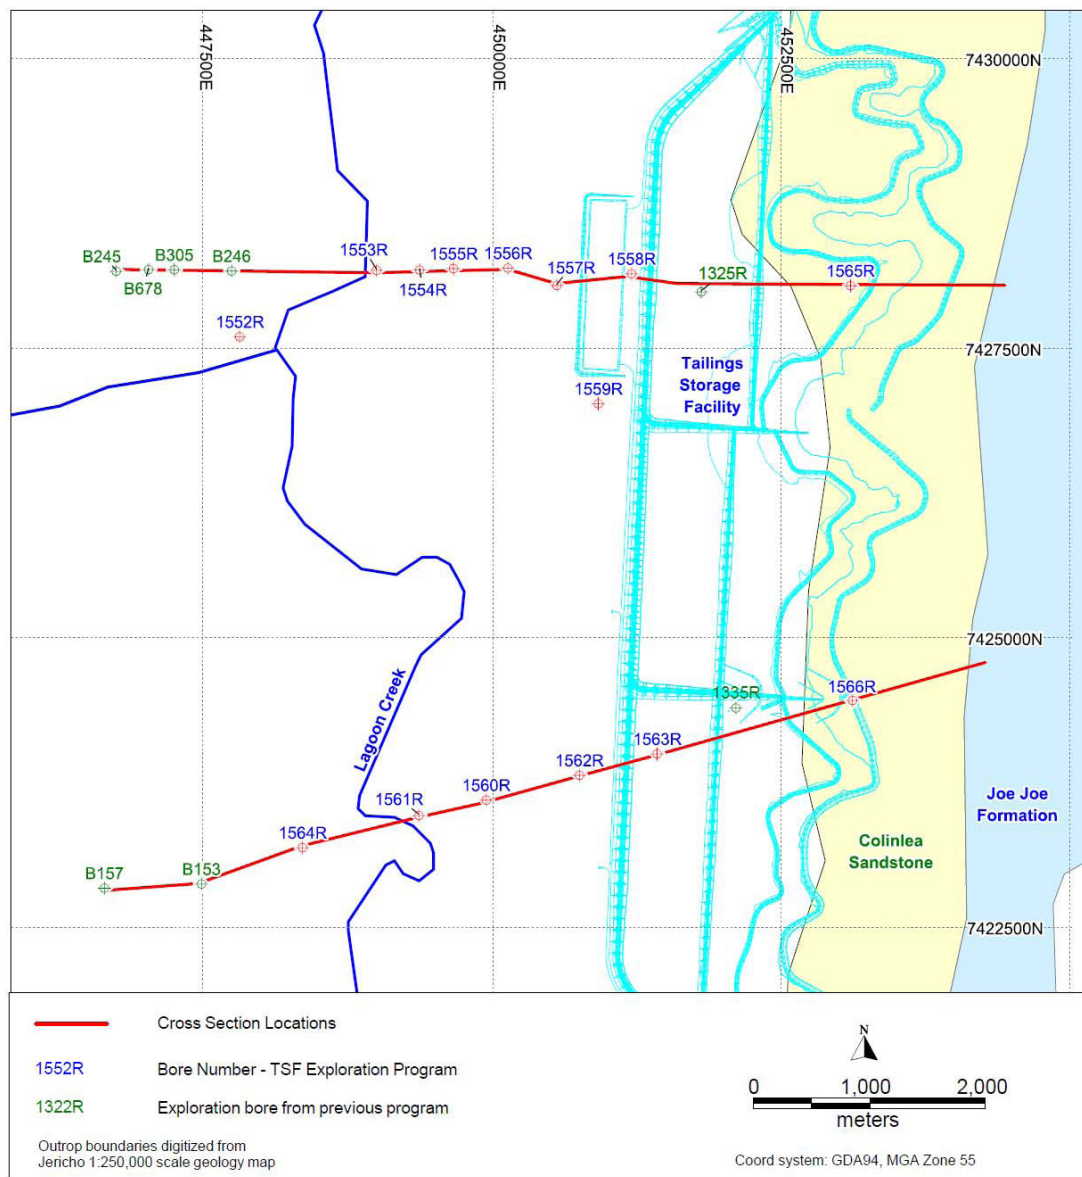 447500E
450000E
452500E
7430000N
B245
B678
B305
B246
1553R
1554R
1555R
1556R
1557R
1558R
1325R
1565R
1552R
7427500N
Tailings
Storage
Facility
1559R
7425000N
Lagoon Creek
1335R
1566R
1563R
1562R
1560R
1561R
1564R
B153
B157
Joe Joe
Formation
Colinlea
Sandstone
7422500N
Cross Section Locations
1552R Bore Number - TSF Exploration Program
1322R Exploration bore from previous program
Outrop boundaries digitized from
Jericho 1:250,000 scale geology map
N
0 1,000 2,000
meters
Coord system: GDA94, MGA Zone 55